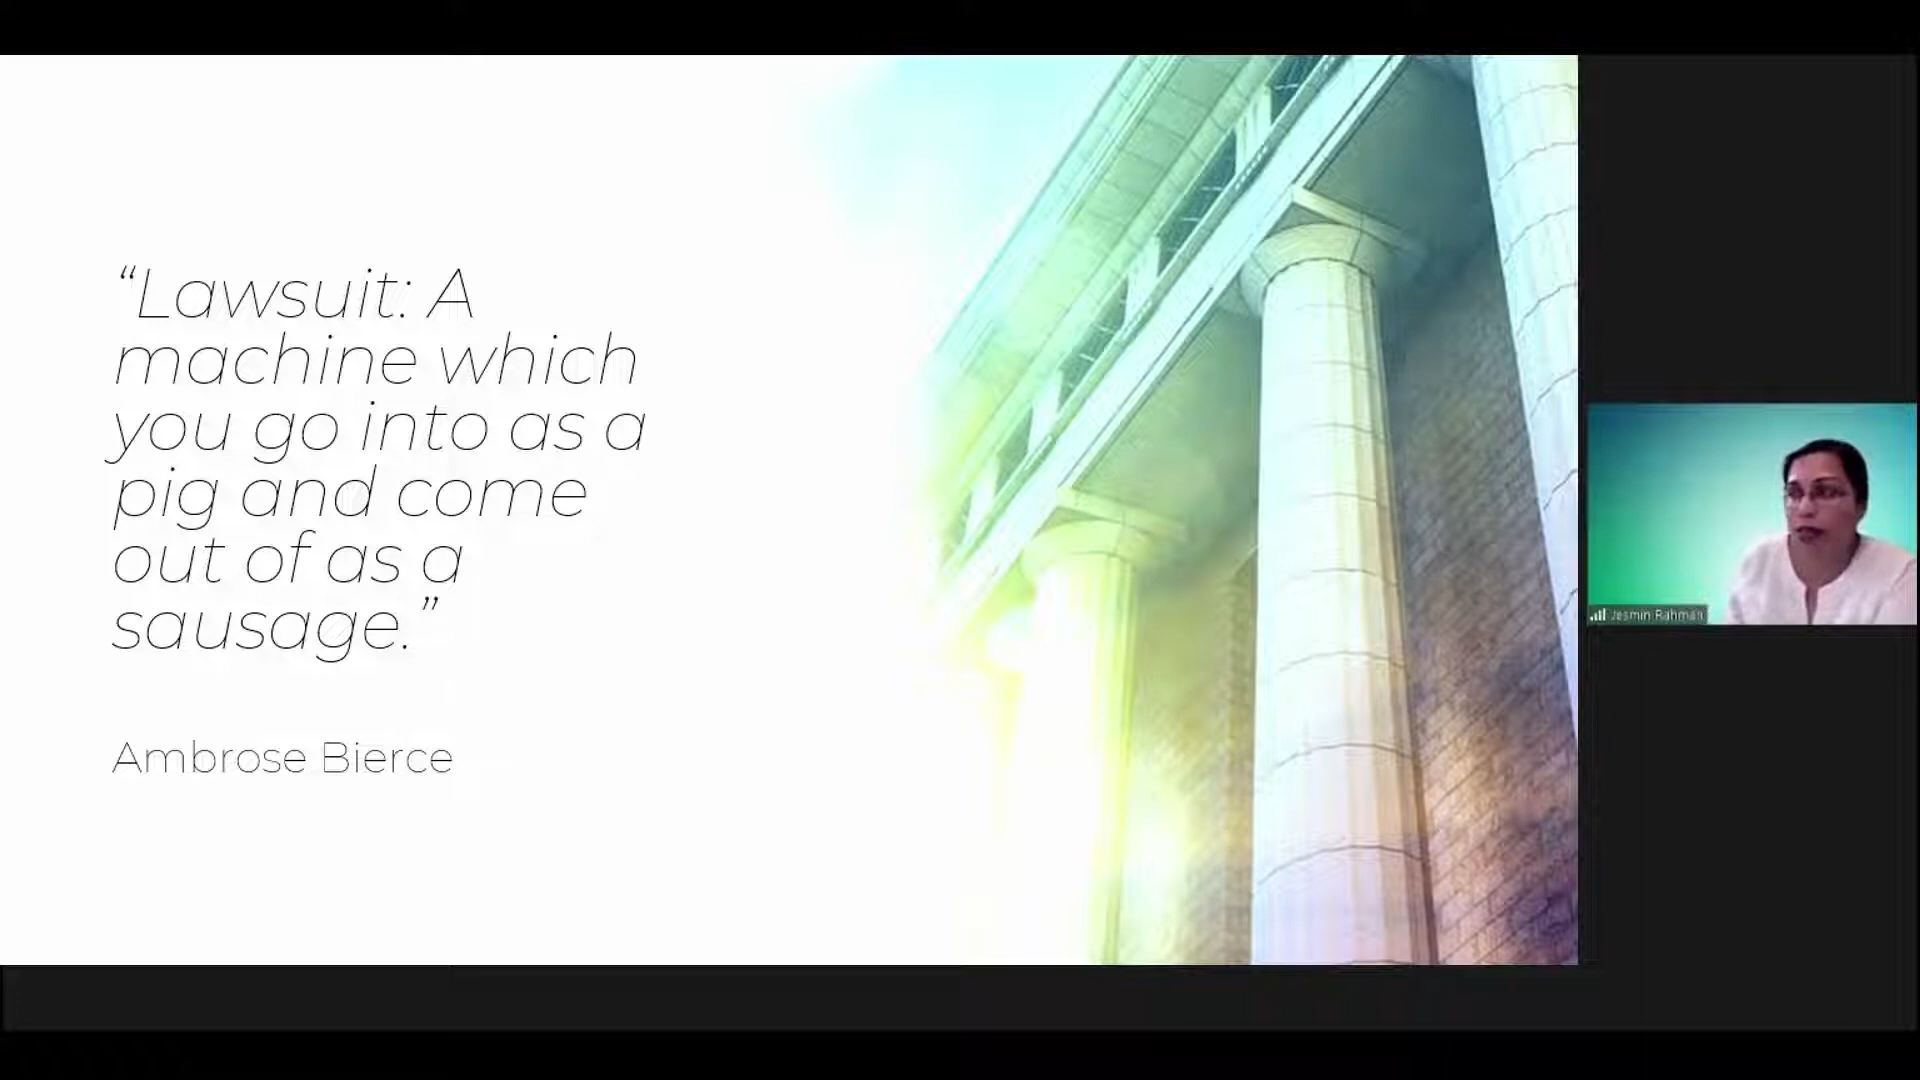 “Lawsuit: A
machine which
you go into as a
pig and come
out of as a
sausage.”
Ambrose Bierce
Jesmin Rahman